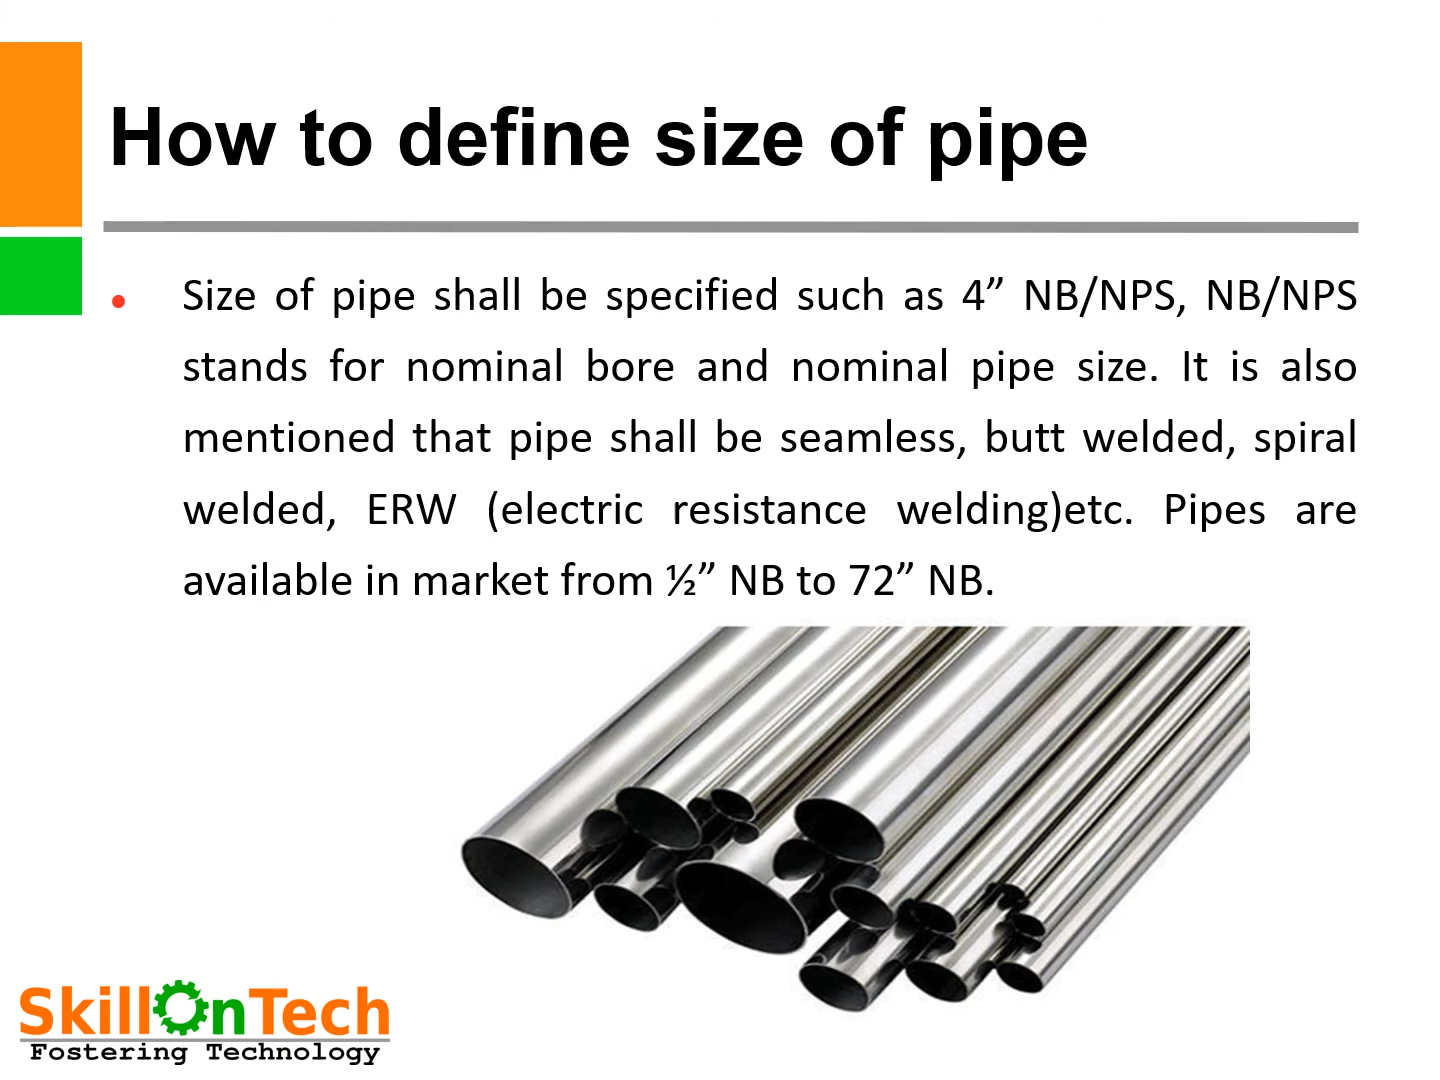 How to define size of pipe
Size of pipe shall be specified such as 4” NB/NPS, NB/NPS
stands for nominal bore and nominal pipe size. It is also
mentioned that pipe shall be seamless, butt welded, spiral
welded, ERW (electric resistance welding)etc. Pipes are
available in market from ½” NB to 72” NB.
SkillOnTech
Fostering Technology